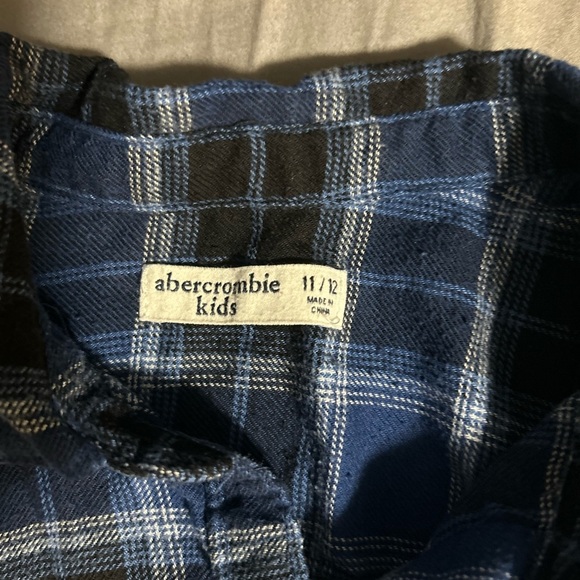 abercrombie kids
11 / 12
MADE IN
CHINA